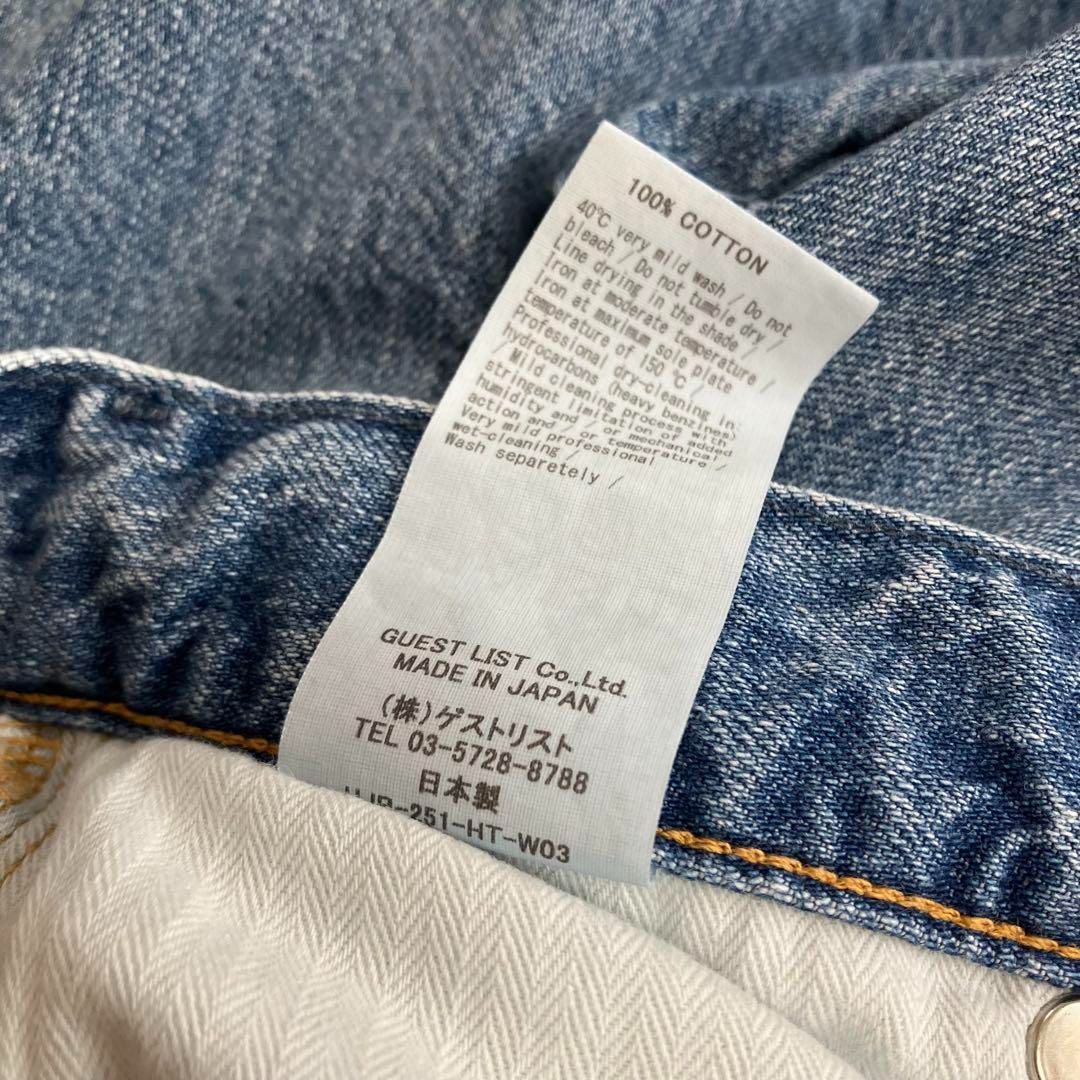 100% COTTON
40℃ very mild wash / Do not
bleach / Do not tumble dry /
Line drying in the shade /
Iron at moderate temperature /
Iron at maximum sole plate
temperature of 150℃ /
Professional dry-cleaning in
hydrocarbons (heavy benzines)
/ Mild cleaning process with
stringent limitation of added
humidity and / or mechanical
action and / or temperature /
Very mild professional
wet-cleaning /
Wash separetely /
GUEST LIST Co.,Ltd.
MADE IN JAPAN
(株)ゲストリスト
TEL 03-5728-8788
日本製
-251-HT-W03